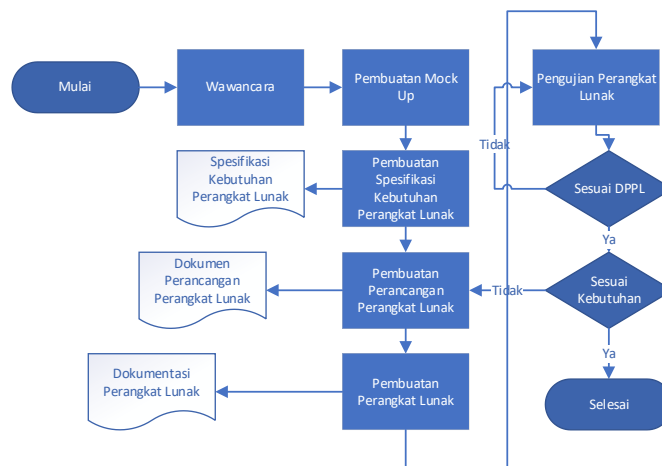 Mulai
Wawancara
Pembuatan Mock
Up
Pengujian Perangkat
Lunak
Tidak
Spesifikasi
Kebutuhan
Perangkat Lunak
Pembuatan
Spesifikasi
Kebutuhan
Perangkat Lunak
Sesuai DPPL
Ya
Dokumen
Perancangan
Perangkat Lunak
Pembuatan
Perancangan
Perangkat Lunak
Tidak
Sesuai
Kebutuhan
Ya
Dokumentasi
Perangkat Lunak
Pembuatan
Perangkat Lunak
Selesai